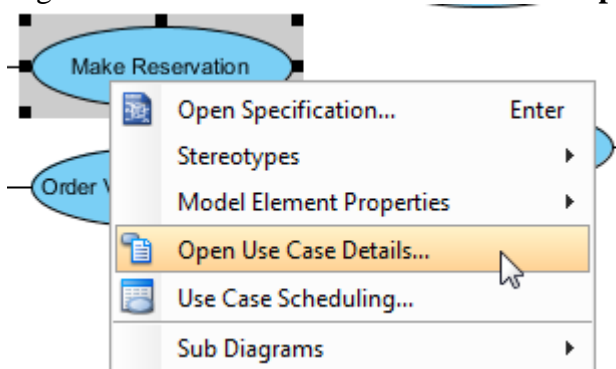 Make Reservation
Open Specification... Enter
Stereotypes
Order
Model Element Properties
Open Use Case Details...
Use Case Scheduling...
Sub Diagrams